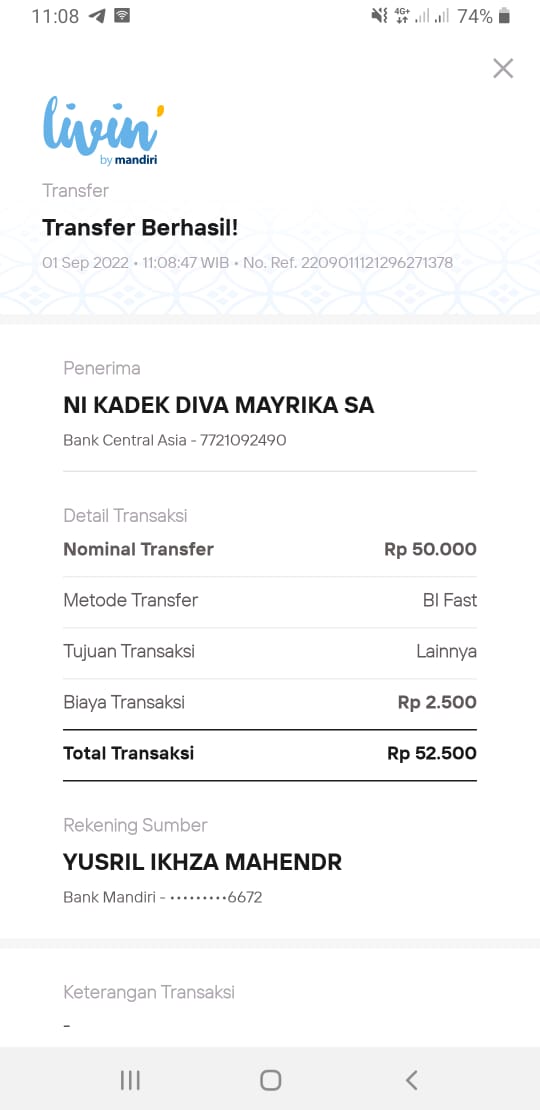 11:08 4G+ 74%
livin'
by mandiri
Transfer
Transfer Berhasil!
01 Sep 2022 • 11:08:47 WIB • No. Ref. 2209011121296271378
Penerima
NI KADEK DIVA MAYRIKA SA
Bank Central Asia - 7721092490
Detail Transaksi
Nominal Transfer Rp 50.000
Metode Transfer BI Fast
Tujuan Transaksi Lainnya
Biaya Transaksi Rp 2.500
Total Transaksi Rp 52.500
Rekening Sumber
YUSRIL IKHZA MAHENDR
Bank Mandiri - •••••••••6672
Keterangan Transaksi
-